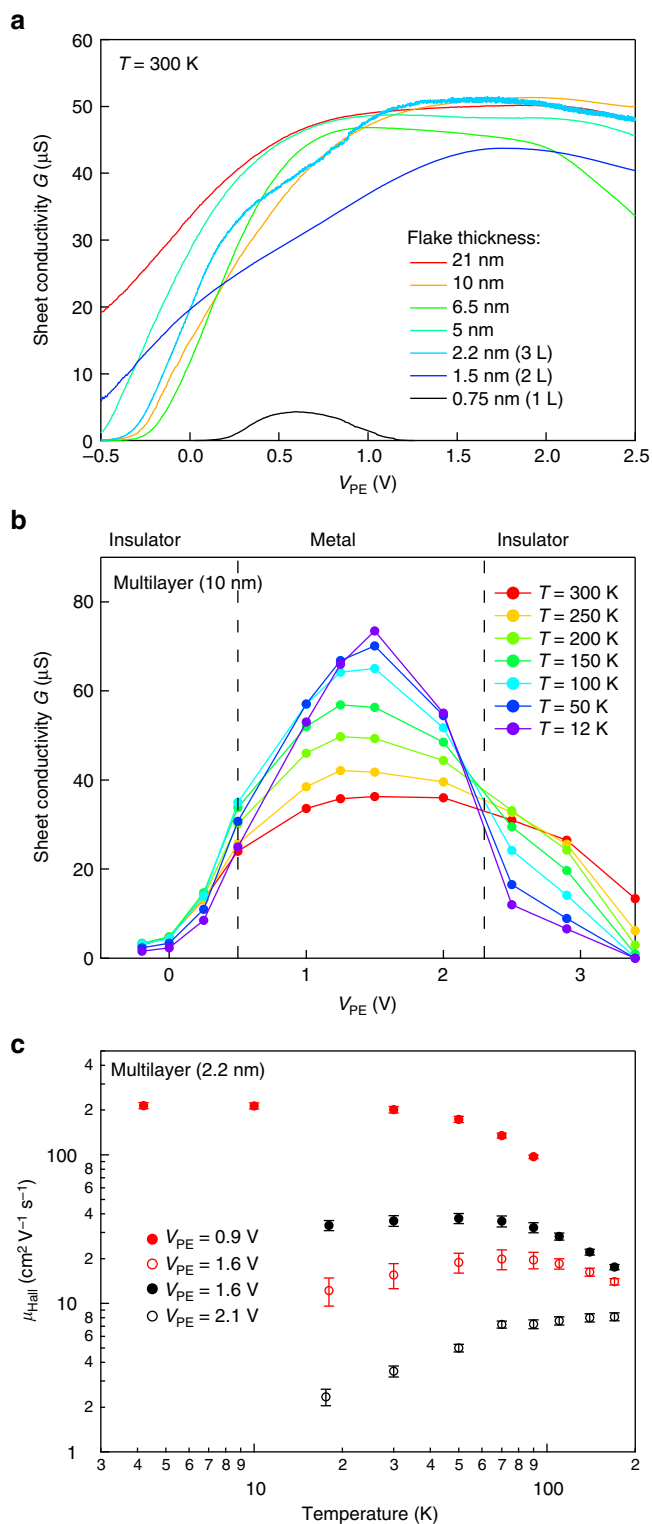 a
T = 300 K
Sheet conductivity G (µS)
60
50
40
30
20
10
0
Flake thickness:
21 nm
10 nm
6.5 nm
5 nm
2.2 nm (3 L)
1.5 nm (2 L)
0.75 nm (1 L)
–0.5 0.0 0.5 1.0 1.5 2.0 2.5
VPE (V)
b
Insulator Metal Insulator
Multilayer (10 nm)
Sheet conductivity G (µS)
80
60
40
20
0
T = 300 K
T = 250 K
T = 200 K
T = 150 K
T = 100 K
T = 50 K
T = 12 K
0 1 2 3
VPE (V)
c
Multilayer (2.2 nm)
µHall (cm2 V–1 s–1)
4
2
100
8
6
4
2
10
8
6
4
2
1
VPE = 0.9 V
VPE = 1.6 V
VPE = 1.6 V
VPE = 2.1 V
3 4 5 6 7 8 9 10 2 3 4 5 6 7 8 9 100 2
Temperature (K)